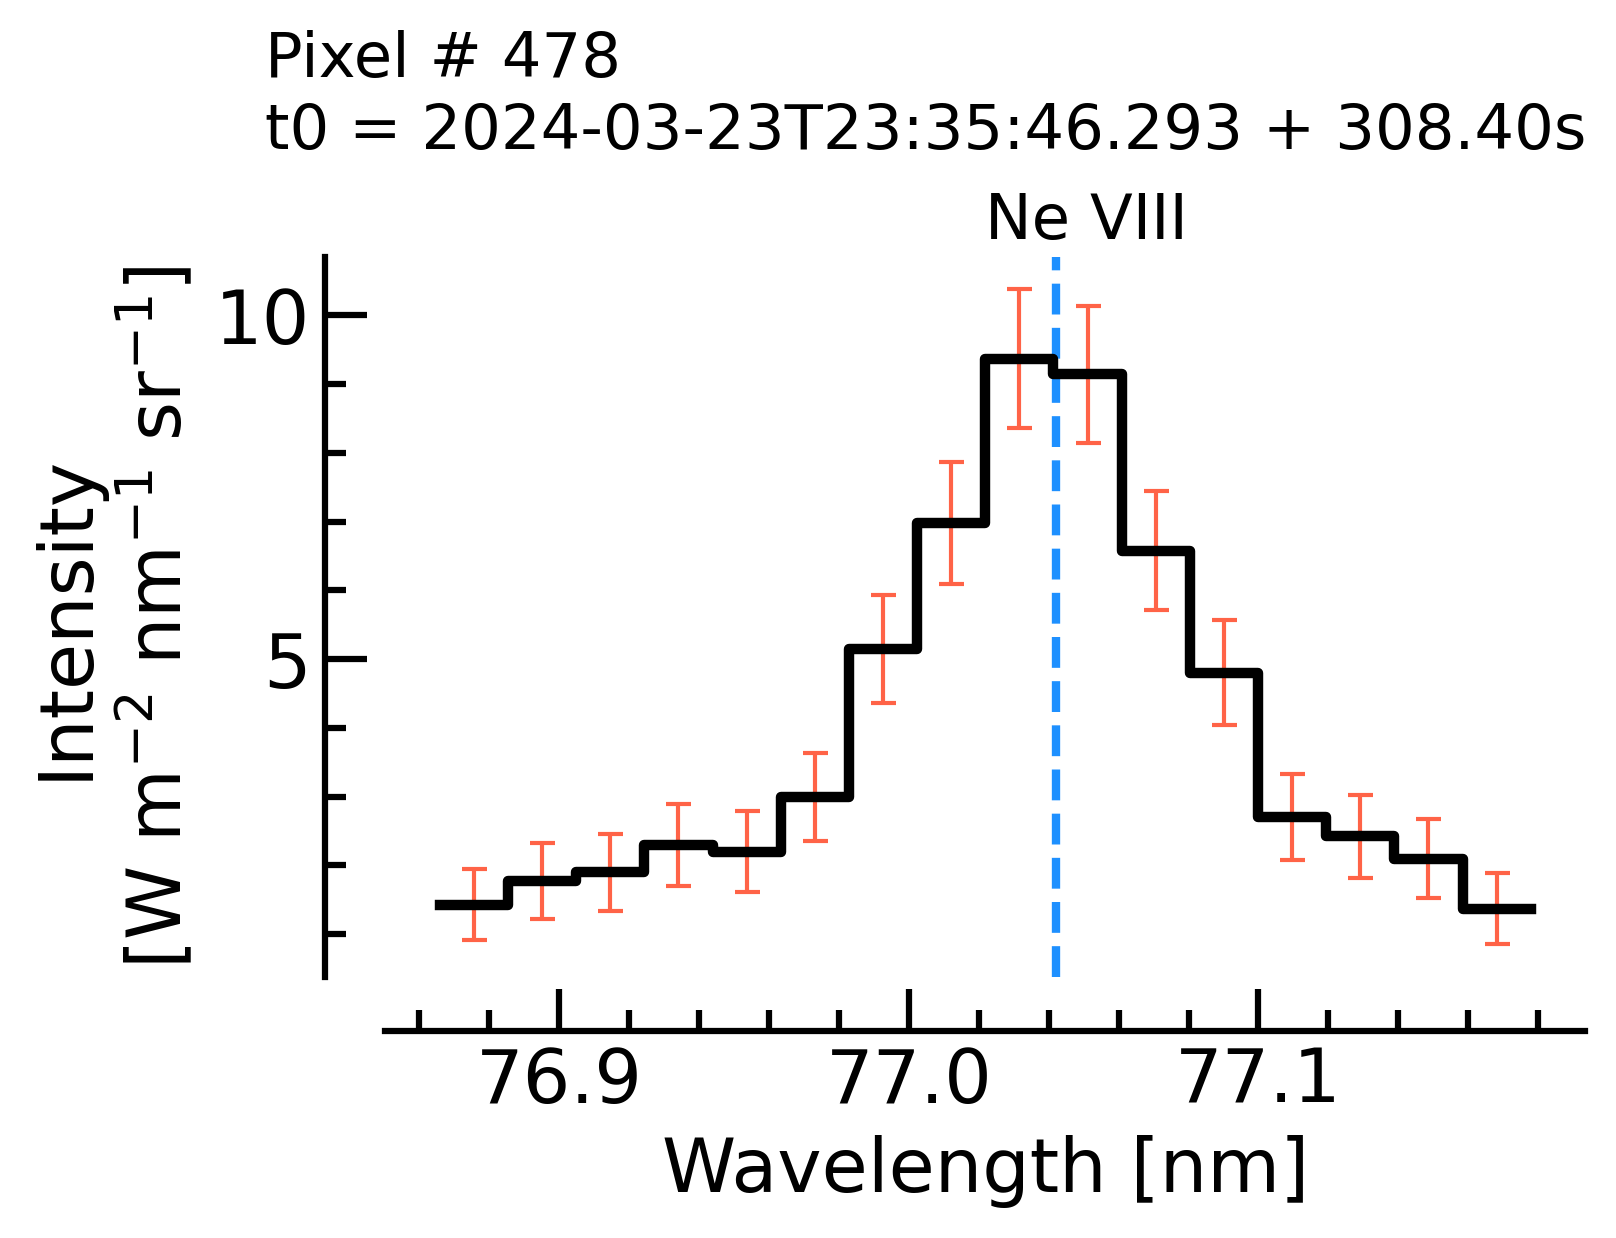 Pixel # 478
t0 = 2024-03-23T23:35:46.293 + 308.40s
Ne VIII
Intensity
[W m⁻² nm⁻¹ sr⁻¹]
10
5
76.9 77.0 77.1
Wavelength [nm]